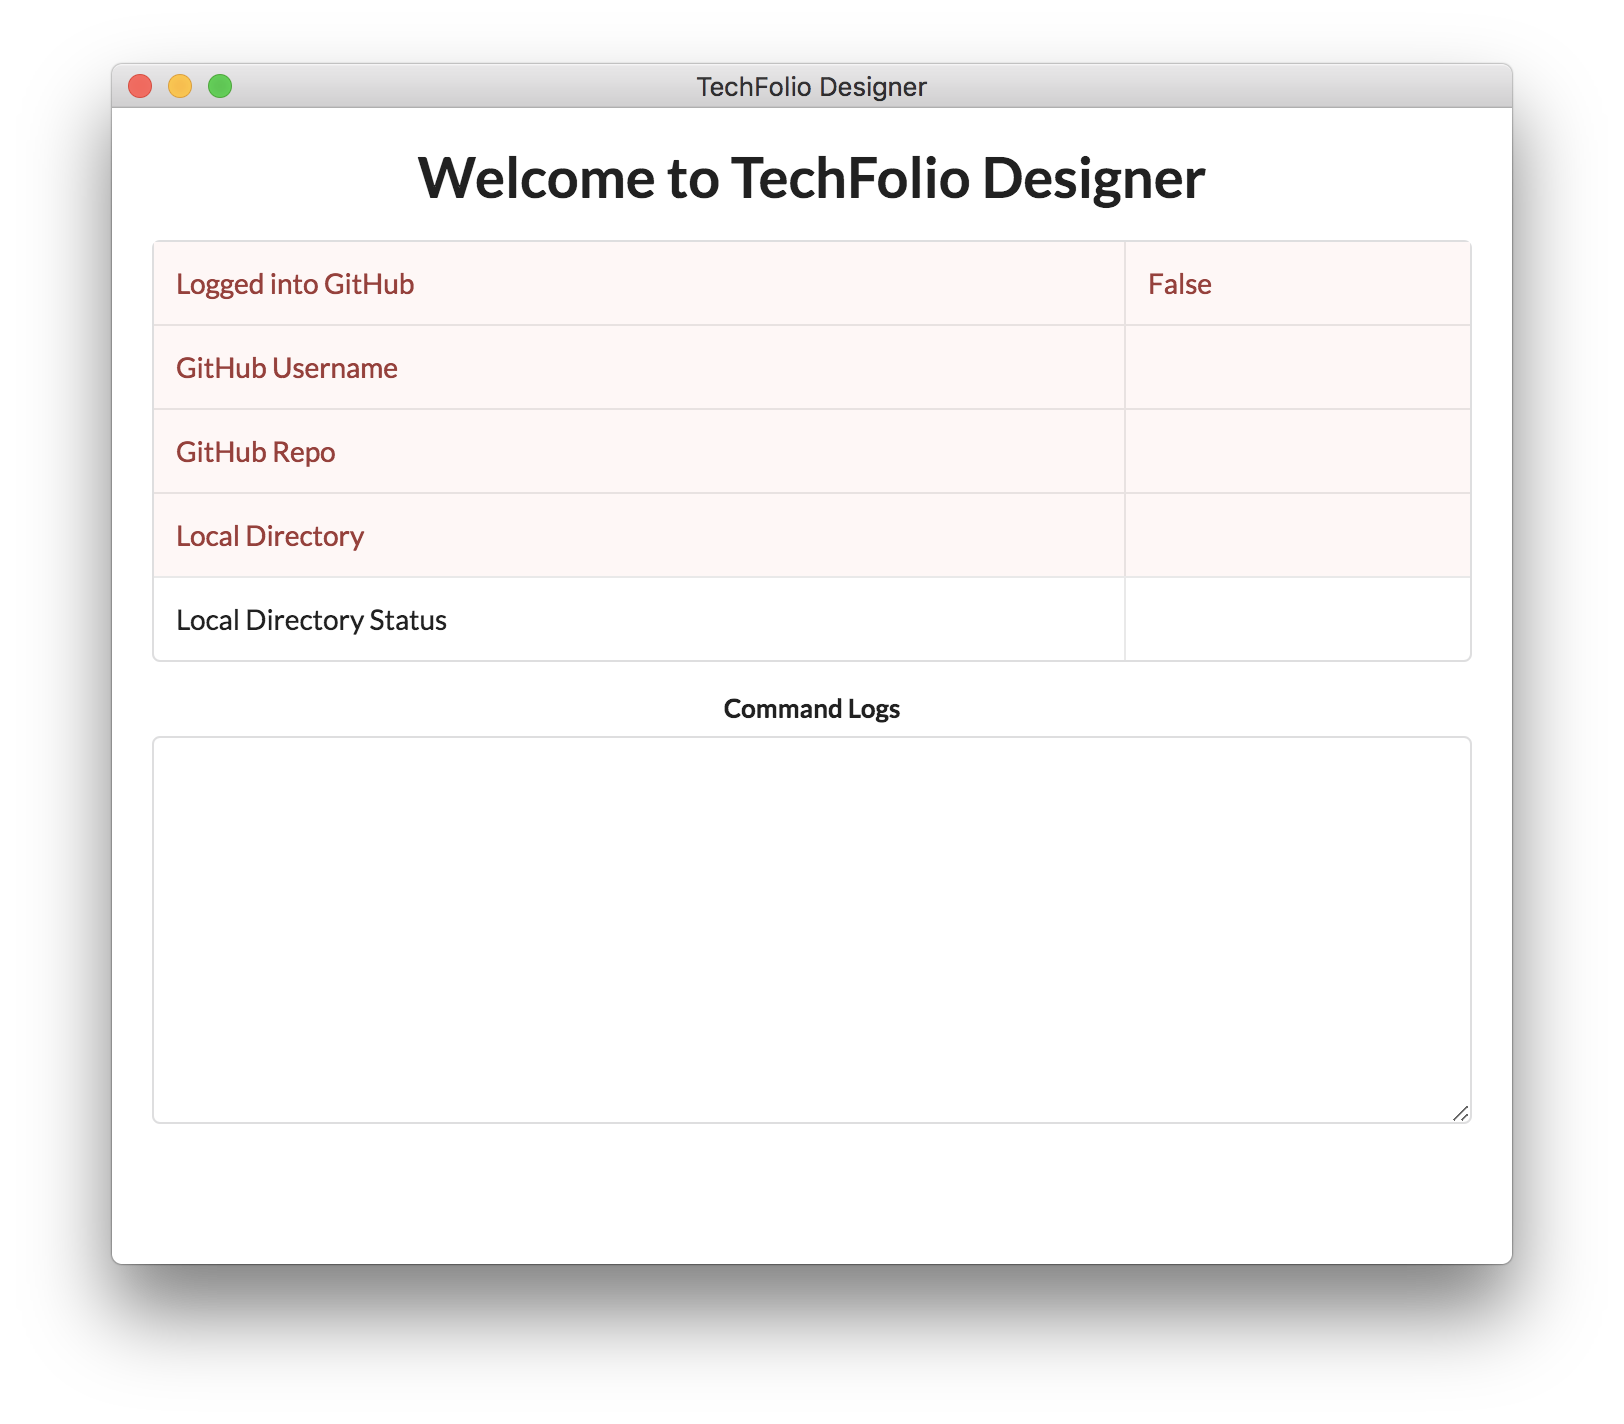 TechFolio Designer
Welcome to TechFolio Designer
Logged into GitHub False
GitHub Username
GitHub Repo
Local Directory
Local Directory Status
Command Logs